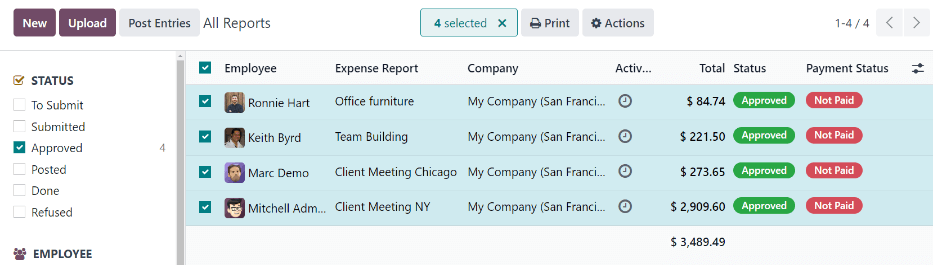 New Upload Post Entries All Reports 4 selected × Print Actions 1-4 / 4
STATUS
To Submit
Submitted
Approved 4
Posted
Done
Refused
EMPLOYEE
Employee Expense Report Company Activ... Total Status Payment Status
Ronnie Hart Office furniture My Company (San Franci... $ 84.74 Approved Not Paid
Keith Byrd Team Building My Company (San Franci... $ 221.50 Approved Not Paid
Marc Demo Client Meeting Chicago My Company (San Franci... $ 273.65 Approved Not Paid
Mitchell Adm... Client Meeting NY My Company (San Franci... $ 2,909.60 Approved Not Paid
$ 3,489.49